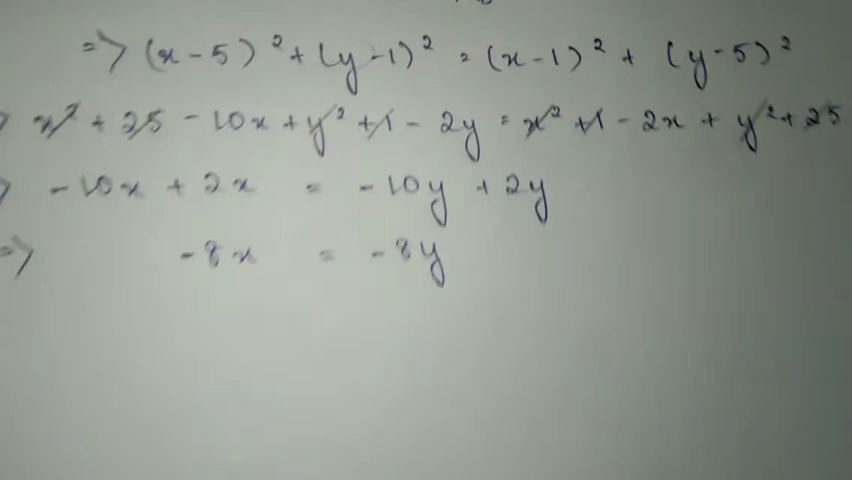 => (x - 5)² + (y - 1)² = (x - 1)² + (y - 5)²
x² + 25 - 10x + y² + 1 - 2y = x² + 1 - 2x + y² + 25
-10x + 2x = -10y + 2y
=> -8x = -8y